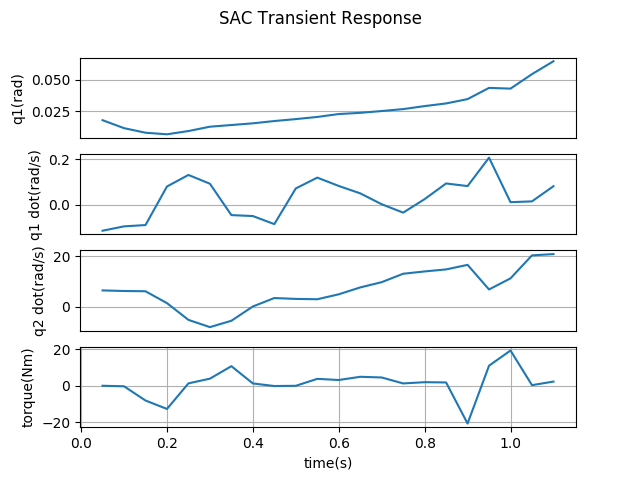 SAC Transient Response
0.050
0.025
q1(rad)
0.2
0.0
q1 dot(rad/s)
20
0
q2 dot(rad/s)
20
0
−20
torque(Nm)
0.0 0.2 0.4 0.6 0.8 1.0
time(s)